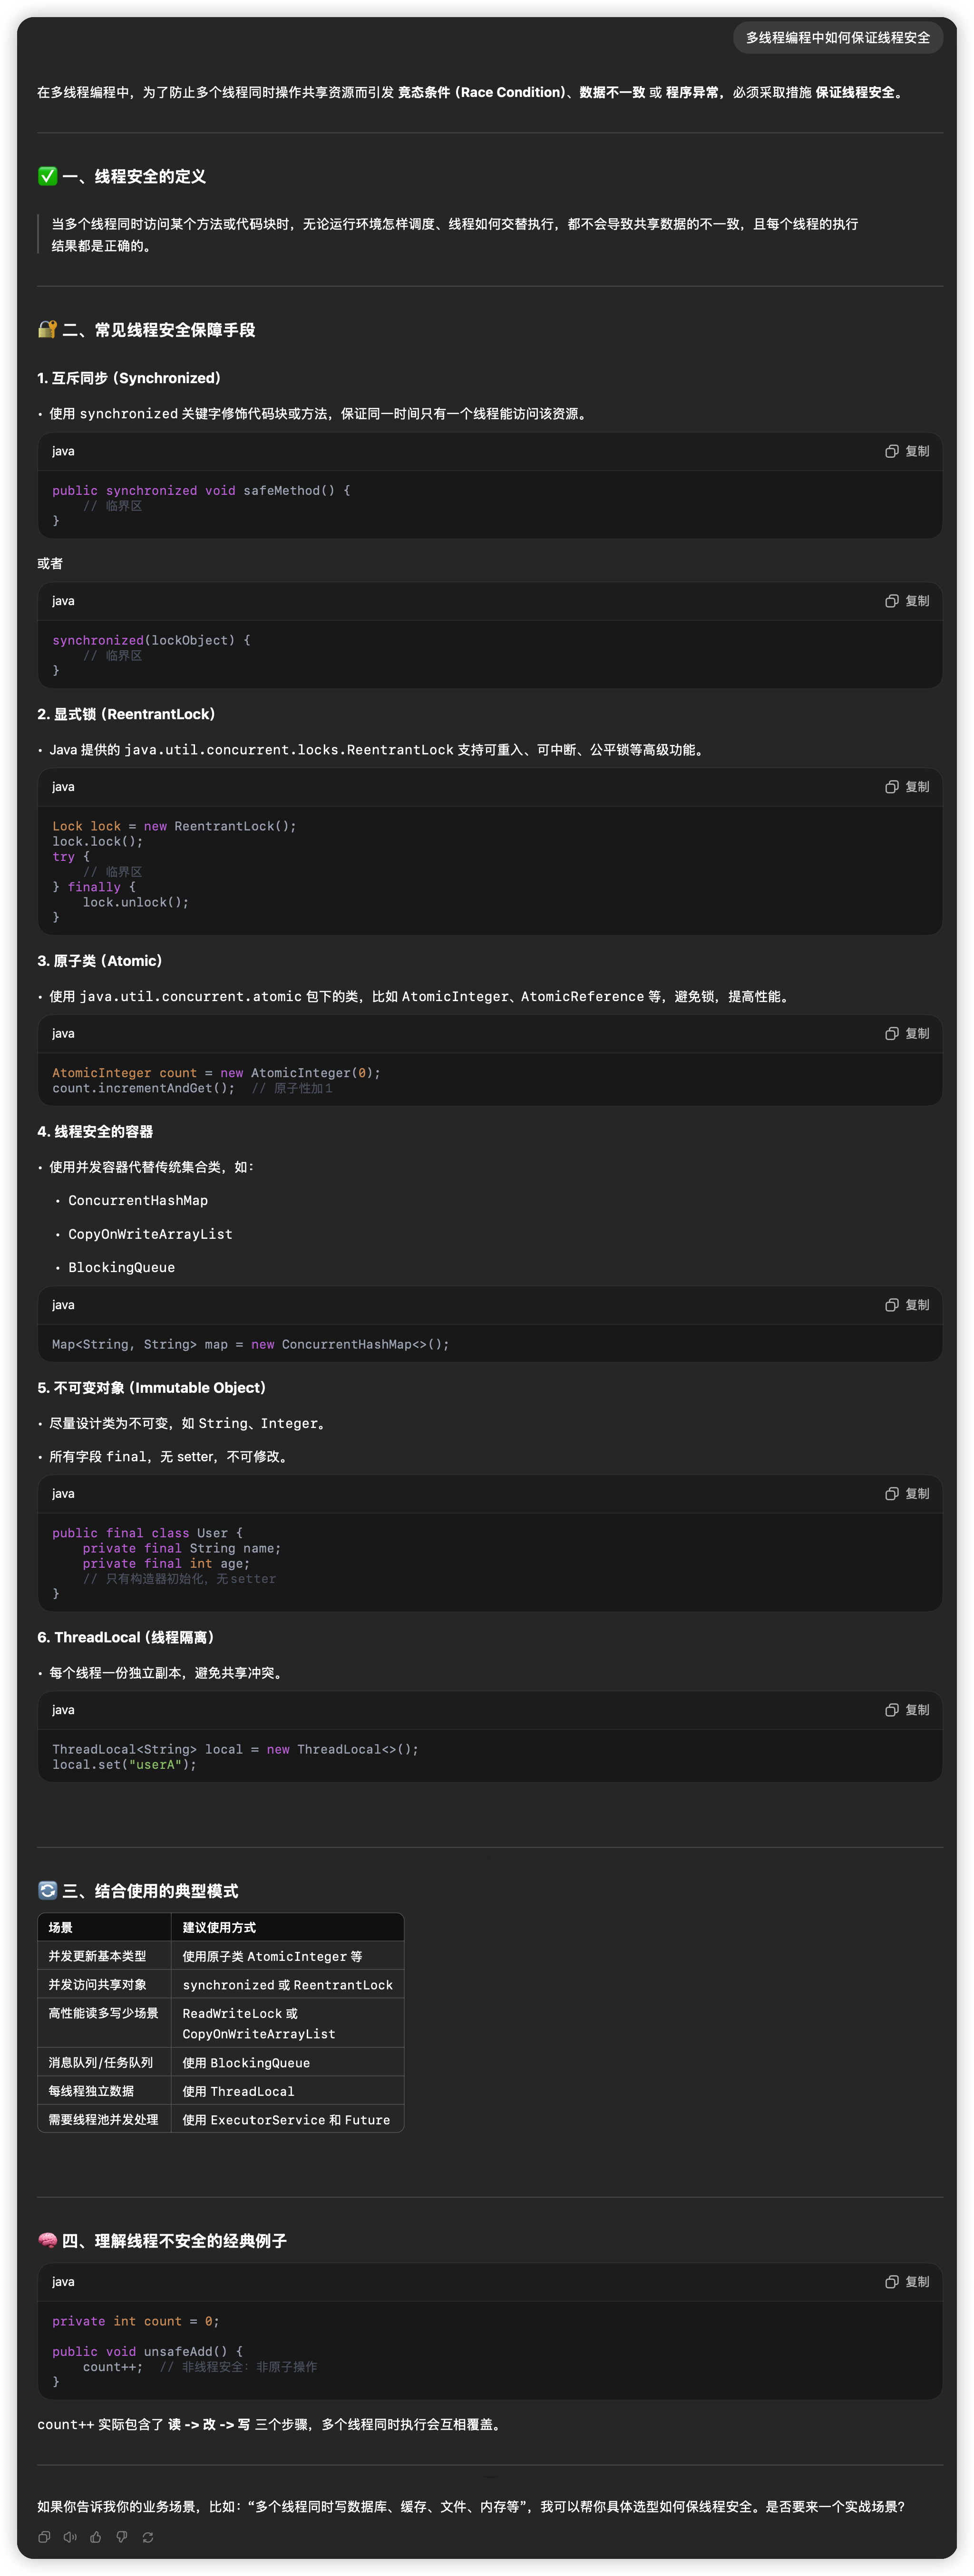 多线程编程中如何保证线程安全
在多线程编程中，为了防止多个线程同时操作共享资源而引发 竞态条件（Race Condition）、数据不一致 或 程序异常，必须采取措施 保证线程安全。
✅ 一、线程安全的定义
当多个线程同时访问某个方法或代码块时，无论运行环境怎样调度、线程如何交替执行，都不会导致共享数据的不一致，且每个线程的执行
结果都是正确的。
🔐 二、常见线程安全保障手段
1. 互斥同步（Synchronized）
• 使用 synchronized 关键字修饰代码块或方法，保证同一时间只有一个线程能访问该资源。
java 复制
public synchronized void safeMethod() {
    // 临界区
}
或者
java 复制
synchronized(lockObject) {
    // 临界区
}
2. 显式锁（ReentrantLock）
• Java 提供的 java.util.concurrent.locks.ReentrantLock 支持可重入、可中断、公平锁等高级功能。
java 复制
Lock lock = new ReentrantLock();
lock.lock();
try {
    // 临界区
} finally {
    lock.unlock();
}
3. 原子类（Atomic）
• 使用 java.util.concurrent.atomic 包下的类，比如 AtomicInteger、AtomicReference 等，避免锁，提高性能。
java 复制
AtomicInteger count = new AtomicInteger(0);
count.incrementAndGet();  // 原子性加1
4. 线程安全的容器
• 使用并发容器代替传统集合类，如：
• ConcurrentHashMap
• CopyOnWriteArrayList
• BlockingQueue
java 复制
Map<String, String> map = new ConcurrentHashMap<>();
5. 不可变对象（Immutable Object）
• 尽量设计类为不可变，如 String、Integer。
• 所有字段 final，无 setter，不可修改。
java 复制
public final class User {
    private final String name;
    private final int age;
    // 只有构造器初始化，无setter
}
6. ThreadLocal（线程隔离）
• 每个线程一份独立副本，避免共享冲突。
java 复制
ThreadLocal<String> local = new ThreadLocal<>();
local.set("userA");
🔄 三、结合使用的典型模式
场景 建议使用方式
并发更新基本类型 使用原子类 AtomicInteger 等
并发访问共享对象 synchronized 或 ReentrantLock
高性能读多写少场景 ReadWriteLock 或
CopyOnWriteArrayList
消息队列/任务队列 使用 BlockingQueue
每线程独立数据 使用 ThreadLocal
需要线程池并发处理 使用 ExecutorService 和 Future
🧠 四、理解线程不安全的经典例子
java 复制
private int count = 0;
public void unsafeAdd() {
    count++;  // 非线程安全：非原子操作
}
count++ 实际包含了 读 -> 改 -> 写 三个步骤，多个线程同时执行会互相覆盖。
如果你告诉我你的业务场景，比如：“多个线程同时写数据库、缓存、文件、内存等”，我可以帮你具体选型如何保线程安全。是否要来一个实战场景？